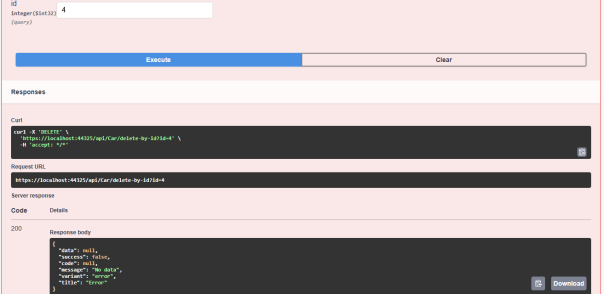 id
integer($int32)
(query)
4
Execute
Clear
Responses
Curl
curl -X 'DELETE' \
'https://localhost:44325/api/Car/delete-by-id?id=4' \
-H 'accept: */*'
Request URL
https://localhost:44325/api/Car/delete-by-id?id=4
Server response
Code Details
200
Response body
{
"data": null,
"success": false,
"code": null,
"message": "No data",
"variant": "error",
"title": "Error"
}
Download